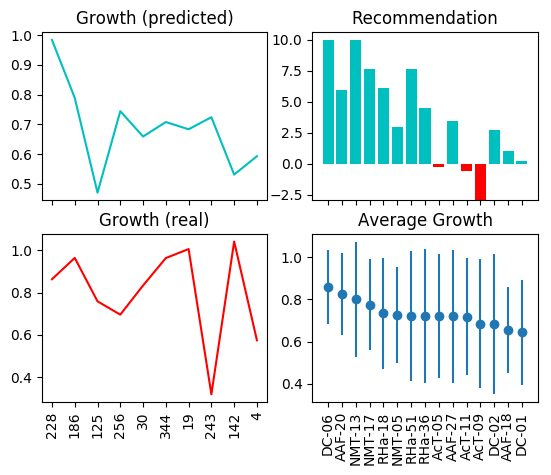 Growth (predicted)
1.0
0.9
0.8
0.7
0.6
0.5
Recommendation
10.0
7.5
5.0
2.5
0.0
−2.5
Growth (real)
1.0
0.8
0.6
0.4
228
186
125
256
30
344
19
243
142
4
Average Growth
1.0
0.8
0.6
0.4
DC-06
AAF-20
NMT-13
NMT-17
RHa-18
NMT-05
RHa-51
RHa-36
AcT-05
AAF-27
AcT-11
AcT-09
DC-02
AAF-18
DC-01